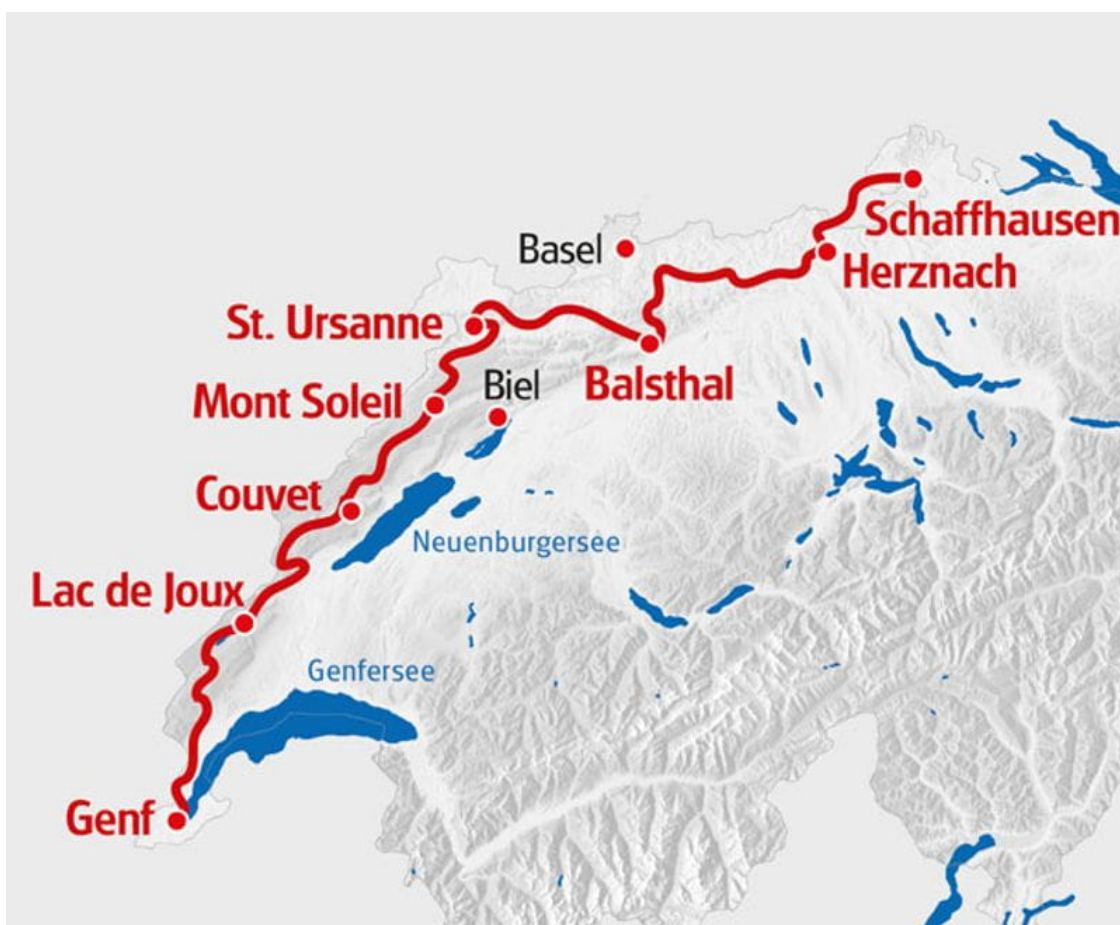 Schaffhausen
Basel
Herznach
St. Ursanne
Balsthal
Biel
Mont Soleil
Couvet
Neuenburgersee
Lac de Joux
Genfersee
Genf